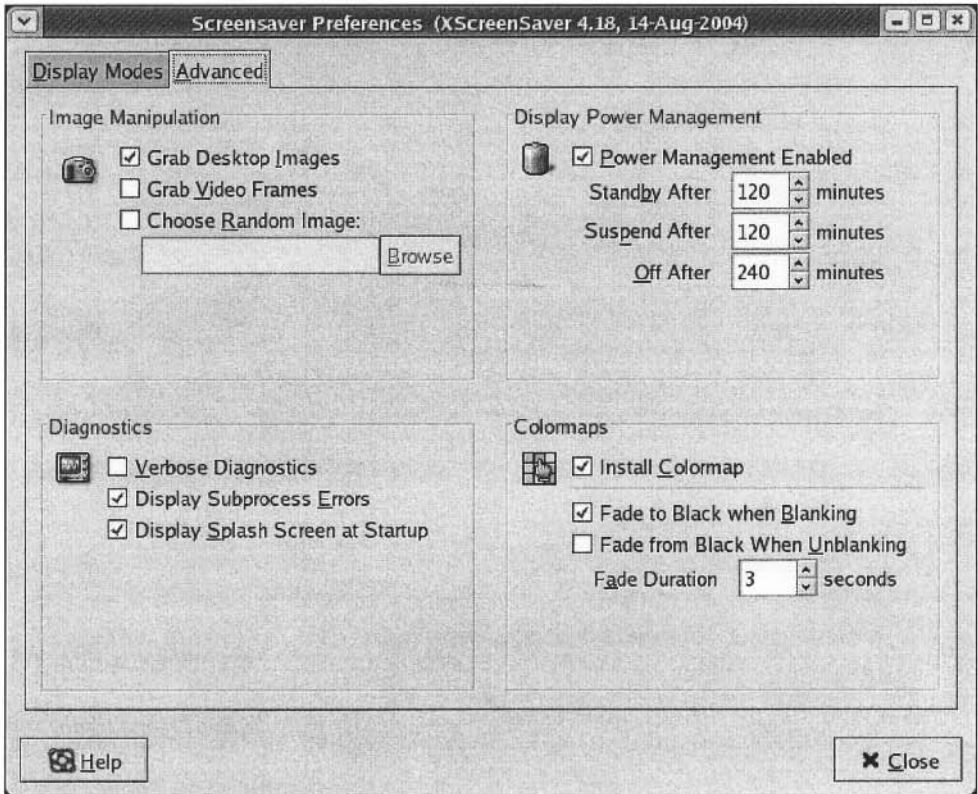 Screensaver Preferences (XScreenSaver 4.18, 14-Aug-2004)
Display Modes
Advanced
Image Manipulation
Grab Desktop Images
Grab Video Frames
Choose Random Image:
Browse
Display Power Management
Power Management Enabled
Standby After 120 minutes
Suspend After 120 minutes
Off After 240 minutes
Diagnostics
Verbose Diagnostics
Display Subprocess Errors
Display Splash Screen at Startup
Colormaps
Install Colormap
Fade to Black when Blanking
Fade from Black When Unblanking
Fade Duration 3 seconds
Help
Close